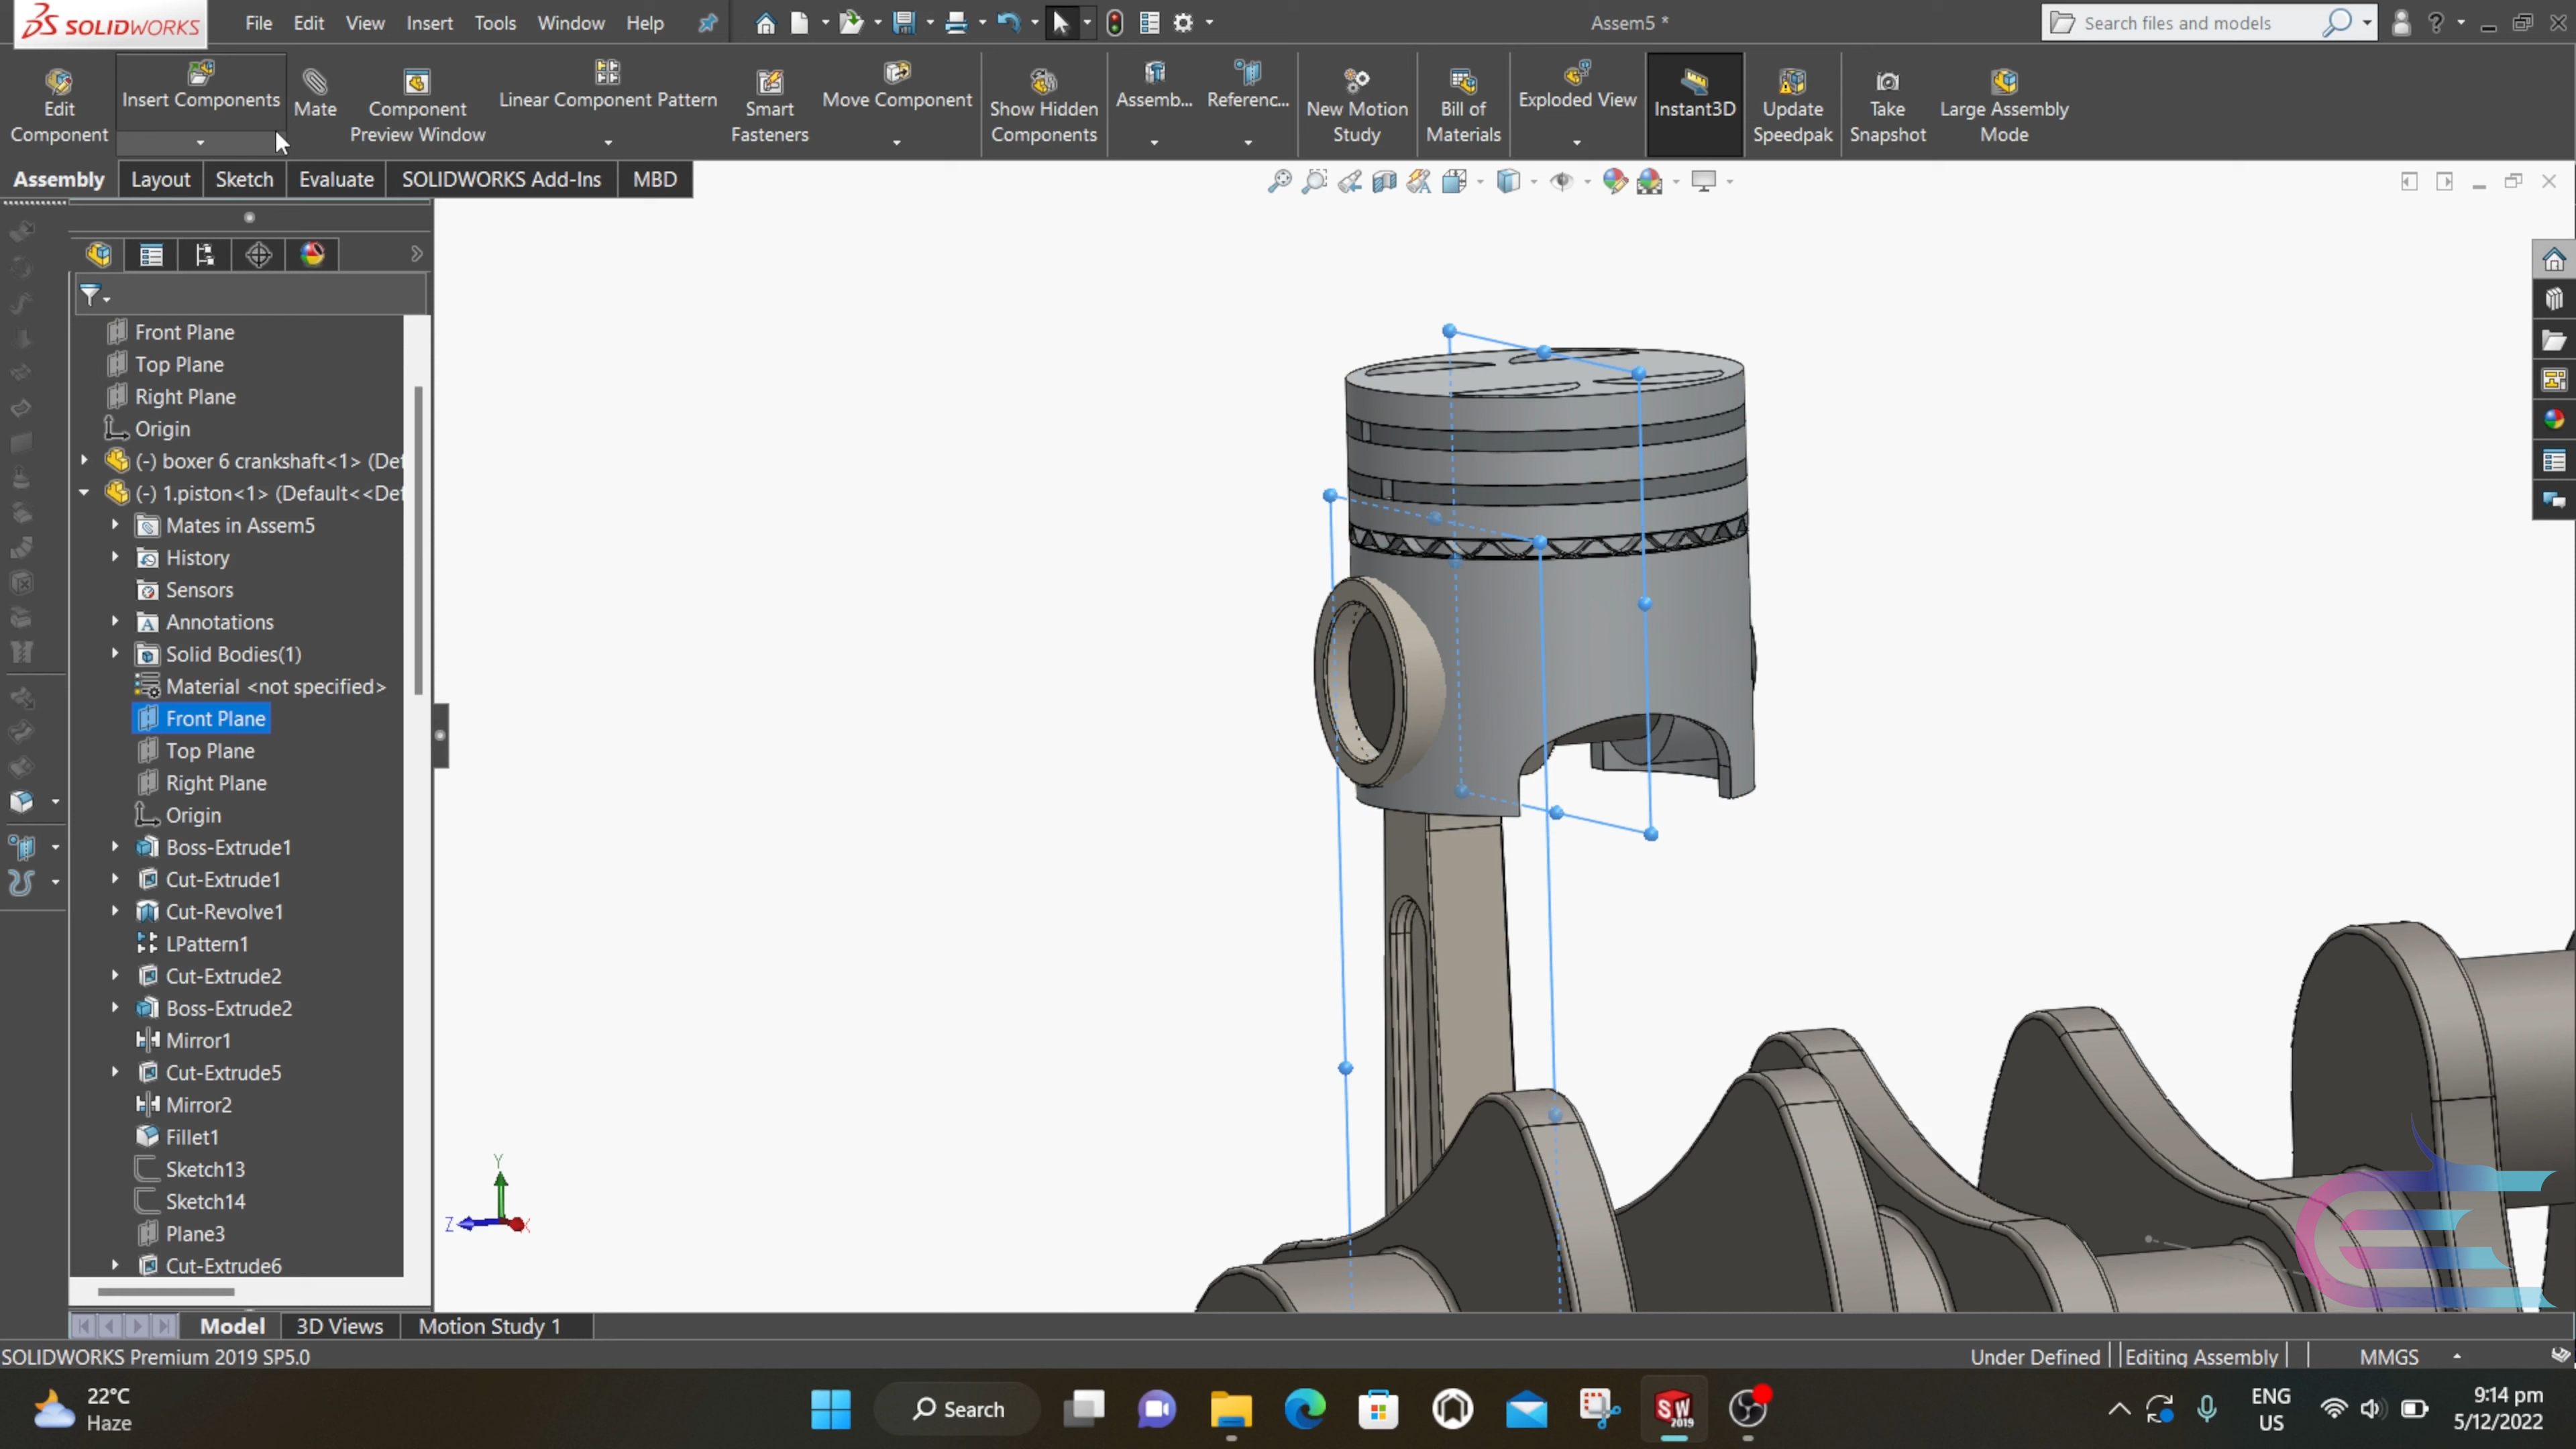 SOLIDWORKS
File Edit View Insert Tools Window Help
Assem5 *
Search files and models
Edit Component
Insert Components
Mate
Component Preview Window
Linear Component Pattern
Smart Fasteners
Move Component
Show Hidden Components
Assemb...
Referenc...
New Motion Study
Bill of Materials
Exploded View
Instant3D
Update Speedpak
Take Snapshot
Large Assembly Mode
Assembly Layout Sketch Evaluate SOLIDWORKS Add-Ins MBD
Front Plane
Top Plane
Right Plane
Origin
(-) boxer 6 crankshaft<1> (Def
(-) 1.piston<1> (Default<<Def
Mates in Assem5
History
Sensors
Annotations
Solid Bodies(1)
Material <not specified>
Front Plane
Top Plane
Right Plane
Origin
Boss-Extrude1
Cut-Extrude1
Cut-Revolve1
LPattern1
Cut-Extrude2
Boss-Extrude2
Mirror1
Cut-Extrude5
Mirror2
Fillet1
Sketch13
Sketch14
Plane3
Cut-Extrude6
Y
Z
X
Model 3D Views Motion Study 1
SOLIDWORKS Premium 2019 SP5.0
Under Defined Editing Assembly MMGS
22°C
Haze
Search
SW
2019
ENG
US
9:14 pm
5/12/2022